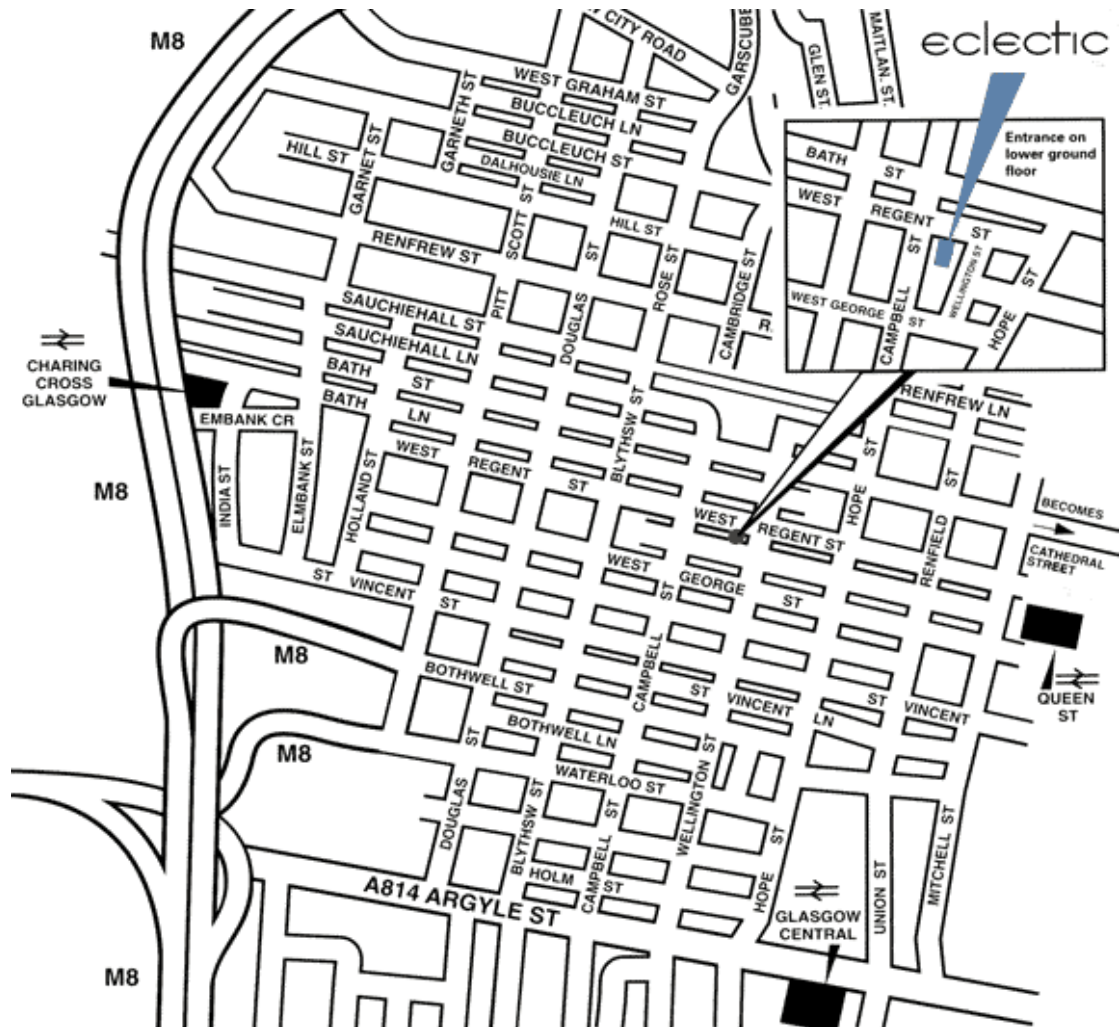 M8
N CITY ROAD
GARSCUBE
GLEN ST.
MAITLAN. ST.
eclectic
WEST GRAHAM ST
BUCCLEUCH LN
BUCCLEUCH ST
DALHOUSIE LN
GARNETH ST
GARNET ST
HILL ST
SCOTT ST
HILL ST
RENFREW ST
PITT
DOUGLAS ST
ROSE ST
CAMBRIDGE ST
R.
Entrance on
lower ground
floor
BATH ST
WEST REGENT ST
WELLINGTON ST
WEST GEORGE ST
CAMPBELL ST
HOPE ST
SAUCHIEHALL ST
SAUCHIEHALL LN
BATH ST
BATH LN
CHARING
CROSS
GLASGOW
EMBANK CR
INDIA ST
ELMBANK ST
HOLLAND ST
M8
WEST REGENT ST
BLYTHSW ST
RENFREW LN
HOPE ST
RENFIELD ST
WEST REGENT ST
BECOMES
CATHEDRAL
STREET
WEST GEORGE ST
ST VINCENT ST
CAMPBELL ST
M8
BOTHWELL ST
BOTHWELL LN
ST VINCENT LN
ST VINCENT
QUEEN
ST
M8
WATERLOO ST
WELLINGTON ST
DOUGLAS ST
BLYTHSW ST
CAMPBELL ST
HOLM ST
HOPE ST
UNION ST
MITCHELL ST
A814 ARGYLE ST
GLASGOW
CENTRAL
M8